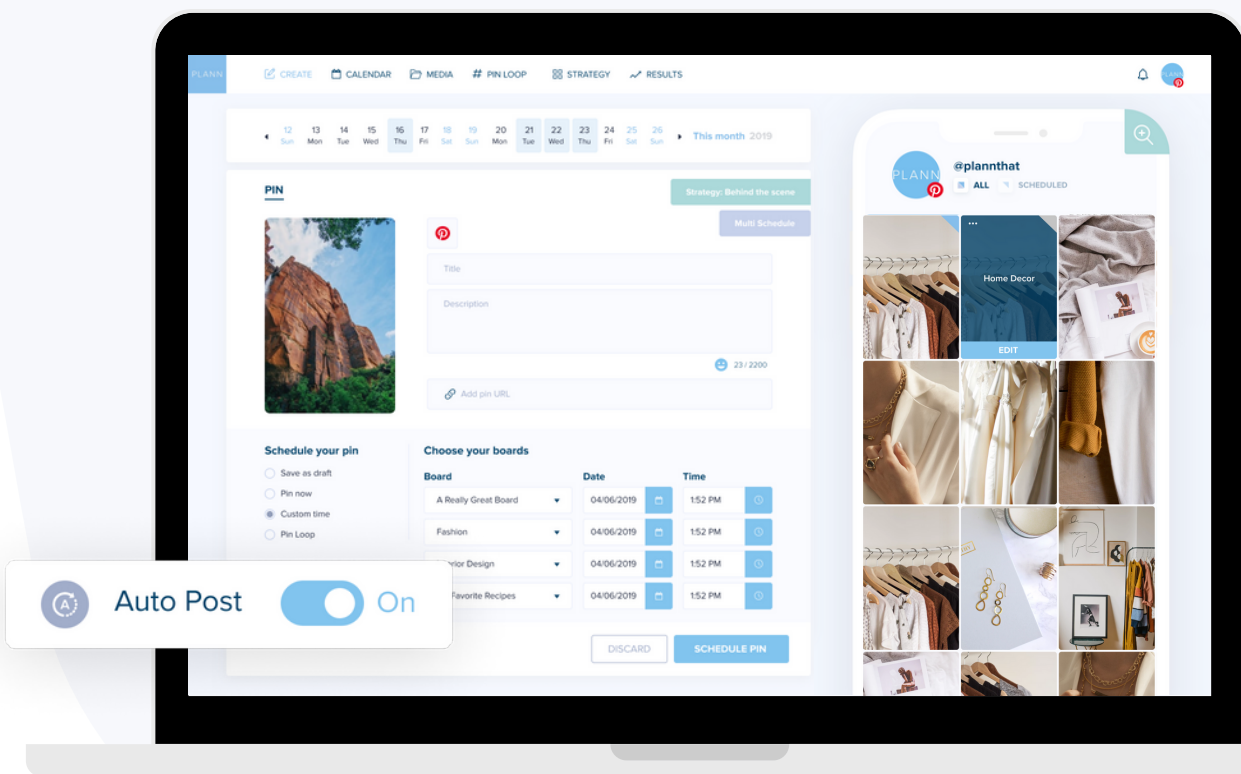 PLANN CREATE CALENDAR MEDIA # PIN LOOP STRATEGY RESULTS
12 13 14 15 16 17 18 19 20 21 22 23 24 25 26 This month 2019
Sun Mon Tue Wed Thu Fri Sat Sun Mon Tue Wed Thu Fri Sat Sun
PIN
Strategy: Behind the scene
Multi Schedule
Title
Description
23 / 2200
Add pin URL
Schedule your pin
Save as draft
Pin now
Custom time
Pin Loop
Choose your boards
Board Date Time
A Really Great Board 04/06/2019 1:52 PM
Fashion 04/06/2019 1:52 PM
Design 04/06/2019 1:52 PM
Favorite Recipes 04/06/2019 1:52 PM
A Auto Post On
DISCARD SCHEDULE PIN
PLANN
@plannthat
ALL SCHEDULED
Home Decor
EDIT